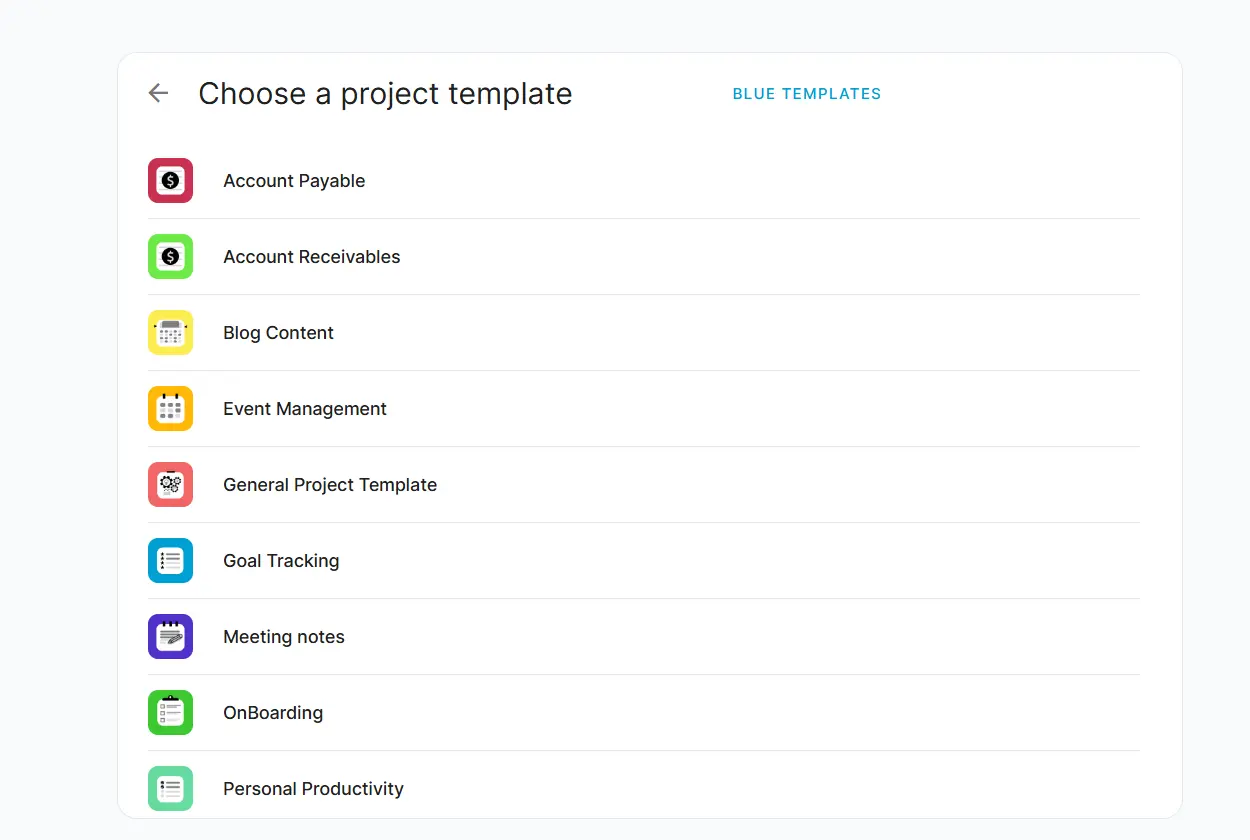 Choose a project template
BLUE TEMPLATES
Account Payable
Account Receivables
Blog Content
Event Management
General Project Template
Goal Tracking
Meeting notes
OnBoarding
Personal Productivity